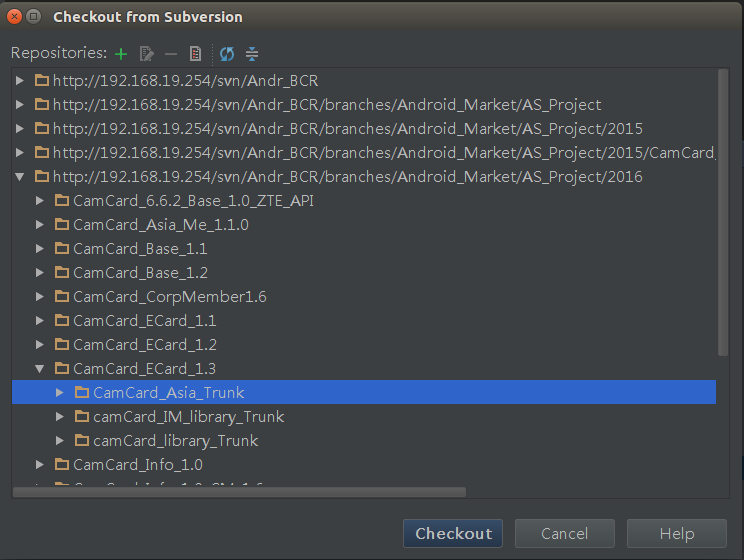 Checkout from Subversion
Repositories:
http://192.168.19.254/svn/Andr_BCR
http://192.168.19.254/svn/Andr_BCR/branches/Android_Market/AS_Project
http://192.168.19.254/svn/Andr_BCR/branches/Android_Market/AS_Project/2015
http://192.168.19.254/svn/Andr_BCR/branches/Android_Market/AS_Project/2015/CamCard_
http://192.168.19.254/svn/Andr_BCR/branches/Android_Market/AS_Project/2016
CamCard_6.6.2_Base_1.0_ZTE_API
CamCard_Asia_Me_1.1.0
CamCard_Base_1.1
CamCard_Base_1.2
CamCard_CorpMember1.6
CamCard_ECard_1.1
CamCard_ECard_1.2
CamCard_ECard_1.3
CamCard_Asia_Trunk
camCard_IM_library_Trunk
camCard_library_Trunk
CamCard_Info_1.0
Checkout Cancel Help